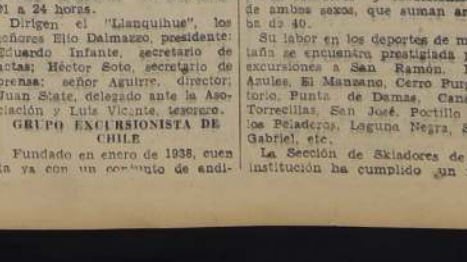 91 a 24 horas.
Dirigen el "Llanquihue", los
señores Elio Dalmazzo, presidente:
Eduardo Infante, secretario de
actas; Héctor Soto, secretario de
prensa; señor Aguirre, director;
Juan State, delegado ante la Aso-
ciación y Luis Vicente, tesorero.
GRUPO EXCURSIONISTA DE
CHILE
Fundado en enero de 1938, cuen
ta ya con un conjunto de andi-
de ambos sexos, que suman ar
ba de 40.
Su labor en los deportes de m
taña se encuentra prestigiada p
excursiones a San Ramón,
Azules, El Manzano, Cerro Purg
torio, Punta de Damas, Can
Torrecillas, San José, Portillo
los Peladeros, Laguna Negra, S
Gabriel, etc.
La Sección de Skiadores de
institución ha cumplido un